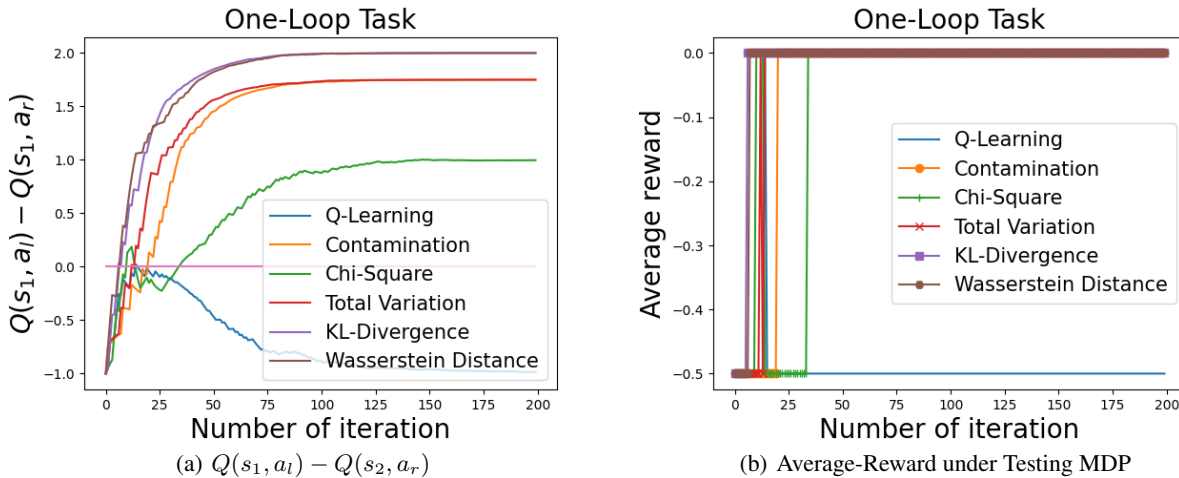 One-Loop Task
Q(s₁, aₗ) − Q(s₁, aᵣ)
2.0
1.5
1.0
0.5
0.0
−0.5
−1.0
Q-Learning
Contamination
Chi-Square
Total Variation
KL-Divergence
Wasserstein Distance
0 25 50 75 100 125 150 175 200
Number of iteration
(a) Q(s₁, aₗ) − Q(s₂, aᵣ)
One-Loop Task
Average reward
0.0
−0.1
−0.2
−0.3
−0.4
−0.5
Q-Learning
Contamination
Chi-Square
Total Variation
KL-Divergence
Wasserstein Distance
0 25 50 75 100 125 150 175 200
Number of iteration
(b) Average-Reward under Testing MDP